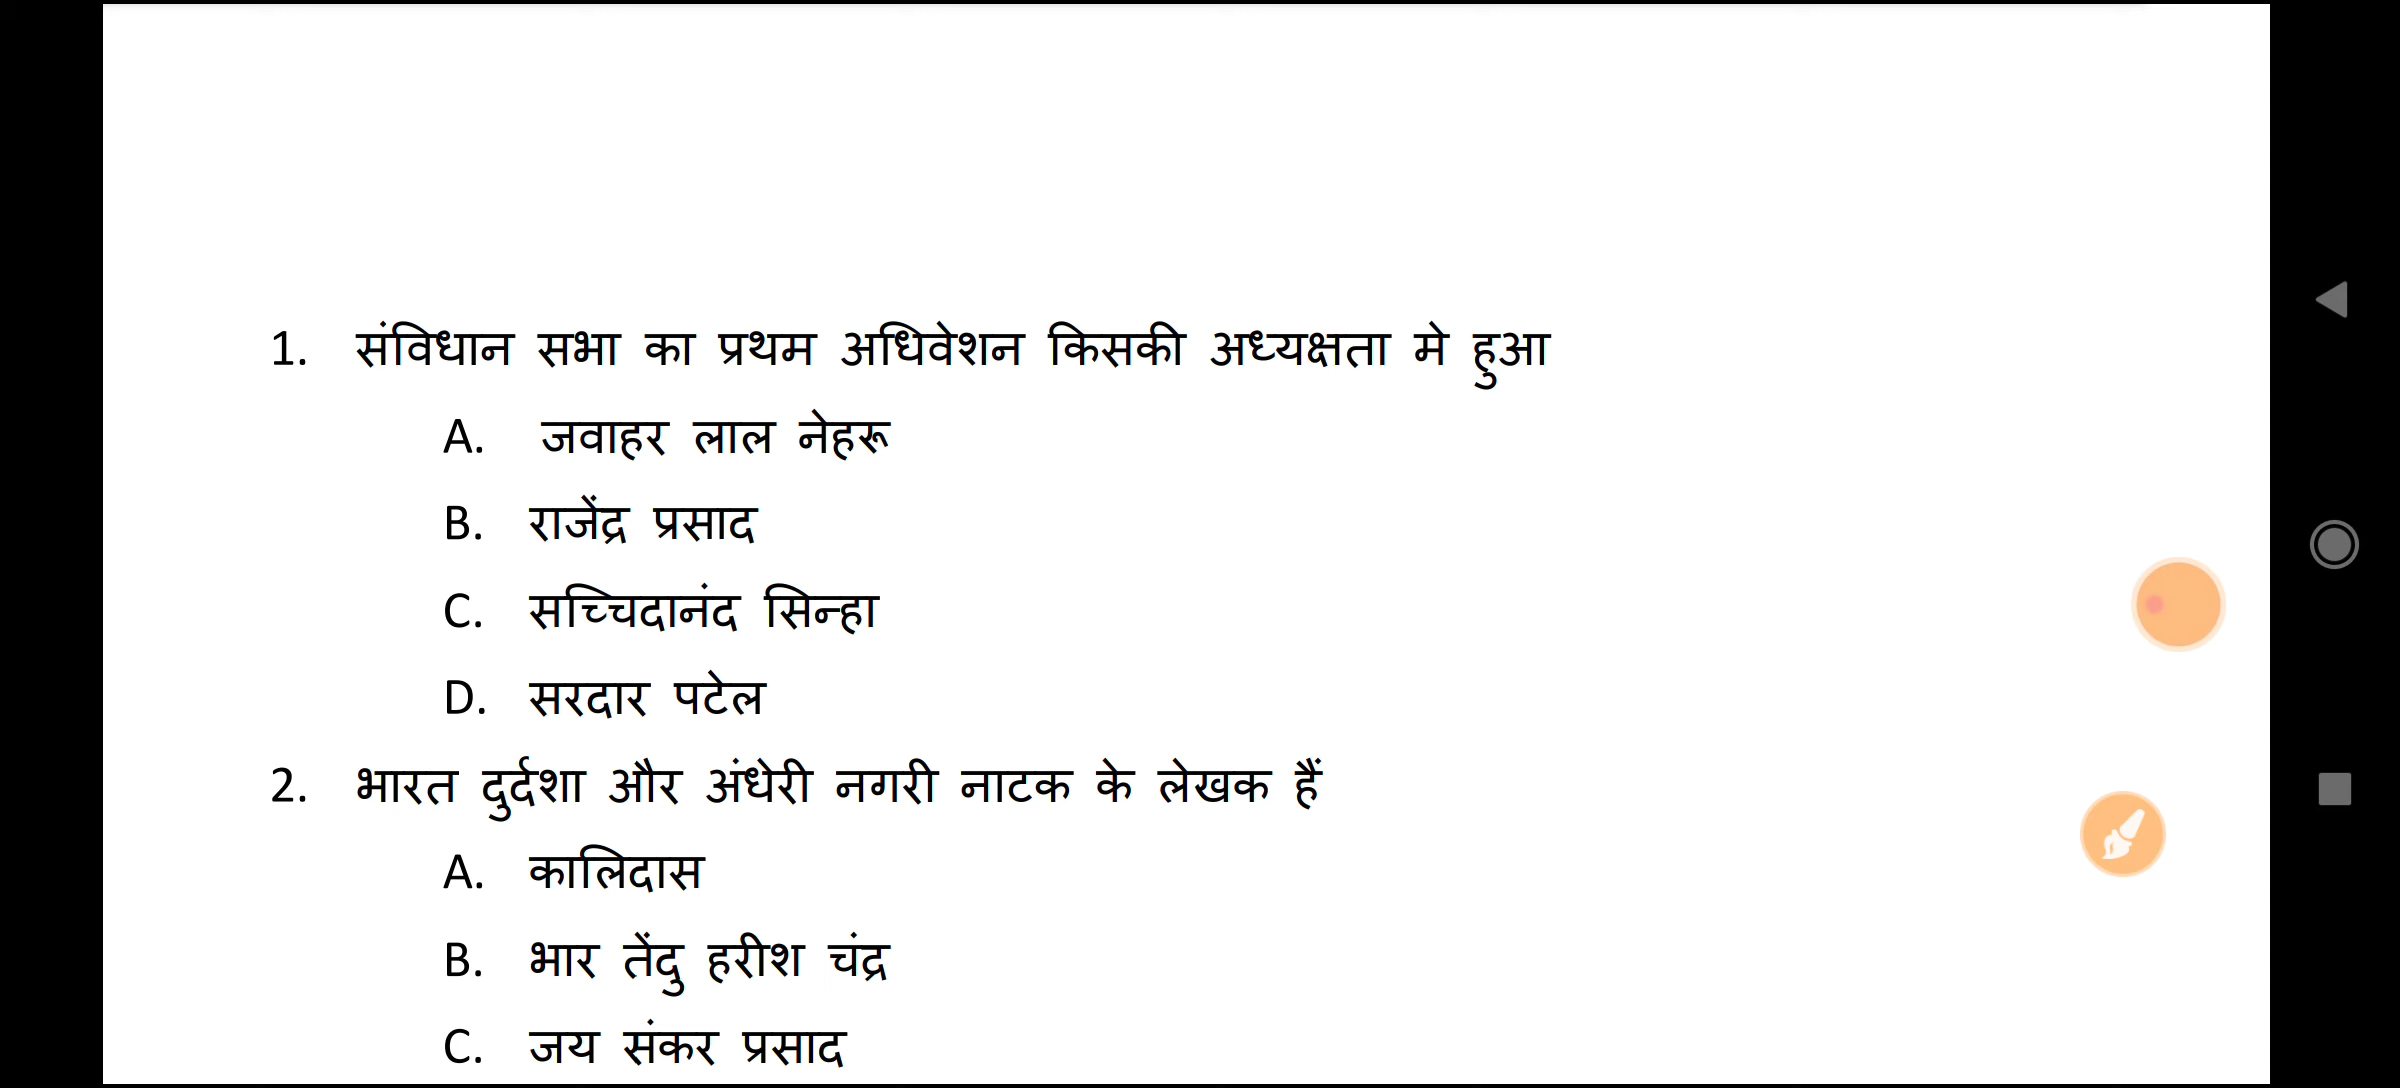 1. संविधान सभा का प्रथम अधिवेशन किसकी अध्यक्षता मे हुआ
A. जवाहर लाल नेहरू
B. राजेंद्र प्रसाद
C. सच्चिदानंद सिन्हा
D. सरदार पटेल
2. भारत दुर्दशा और अंधेरी नगरी नाटक के लेखक हैं
A. कालिदास
B. भार तेंदु हरीश चंद्र
C. जय संकर प्रसाद